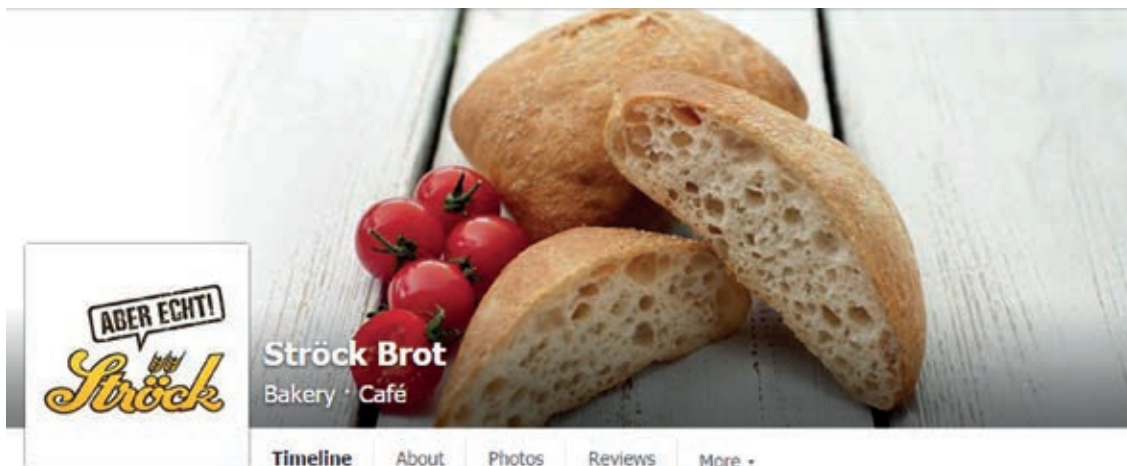 ABER ECHT!
Ströck
Ströck Brot
Bakery · Café
Timeline
About
Photos
Reviews
More